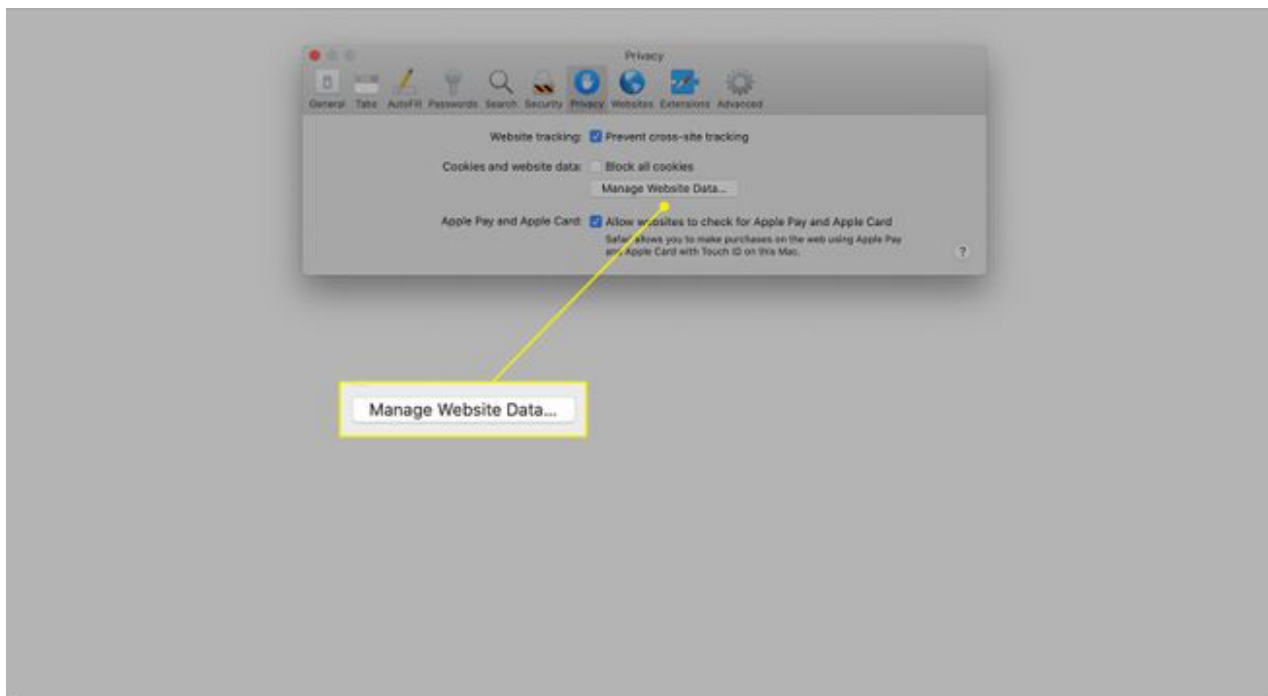 Privacy
General Tabs AutoFill Passwords Search Security Privacy Websites Extensions Advanced
Website tracking: Prevent cross-site tracking
Cookies and website data: Block all cookies
Manage Website Data...
Apple Pay and Apple Card: Allow websites to check for Apple Pay and Apple Card
Safari allows you to make purchases on the web using Apple Pay
and Apple Card with Touch ID on this Mac.
?
Manage Website Data...